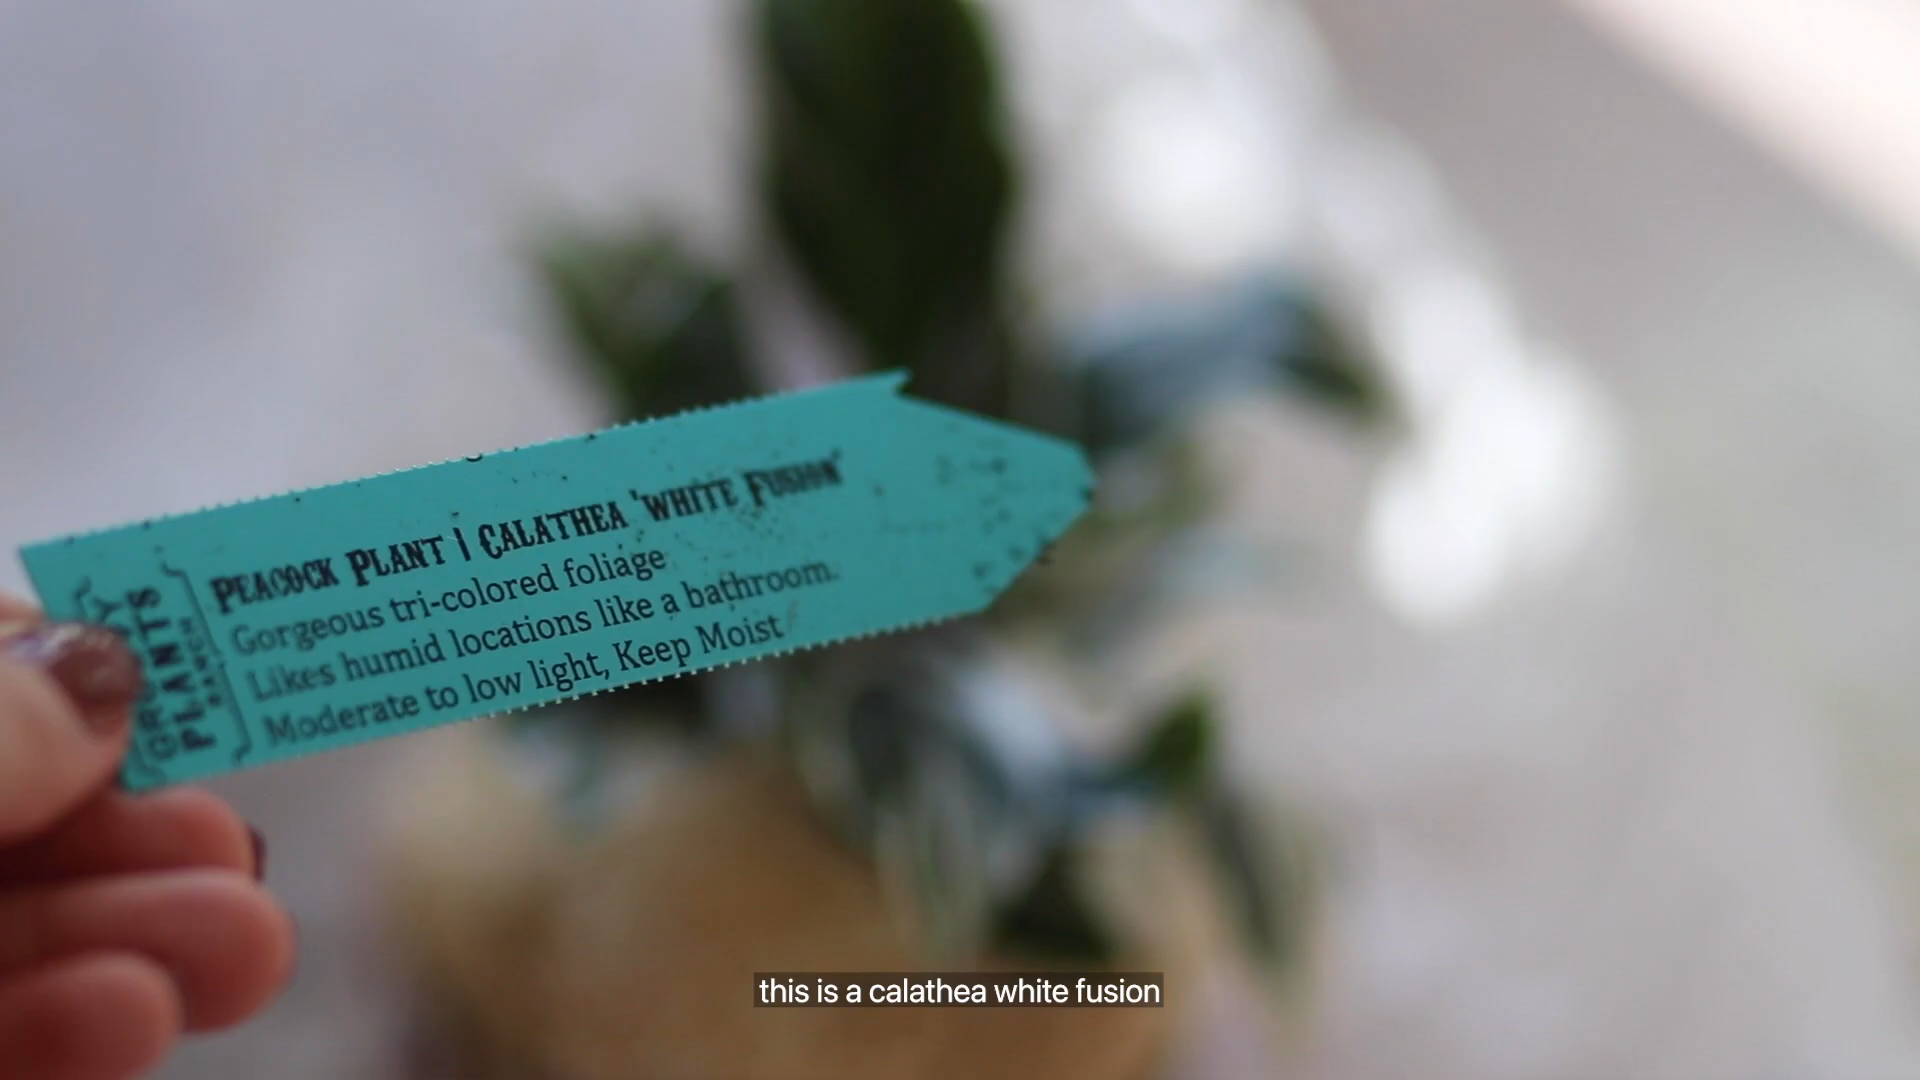 PEACOCK PLANT | CALATHEA 'WHITE FUSION'
Gorgeous tri-colored foliage
Likes humid locations like a bathroom.
Moderate to low light, Keep Moist
PLANTS
this is a calathea white fusion